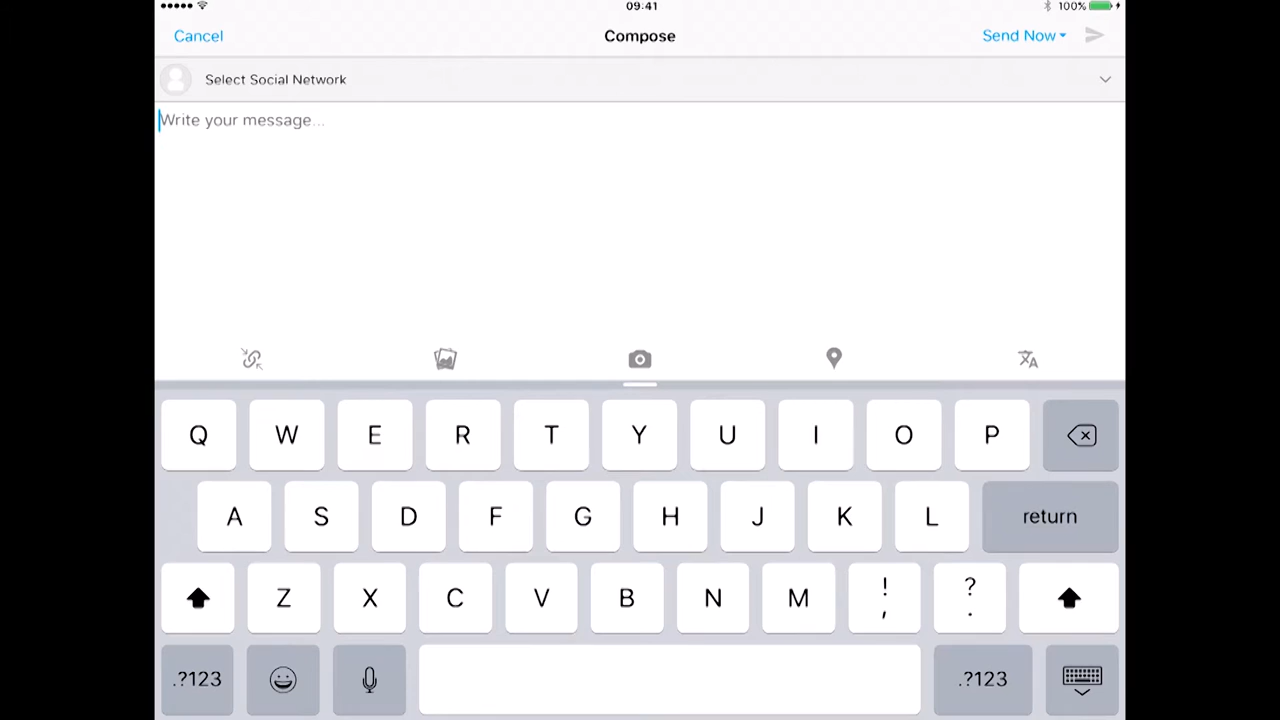 09:41
100%
Cancel
Compose
Send Now
Select Social Network
Write your message...
Q W E R T Y U I O P
A S D F G H J K L return
Z X C V B N M ! , ? .
.?123 .?123